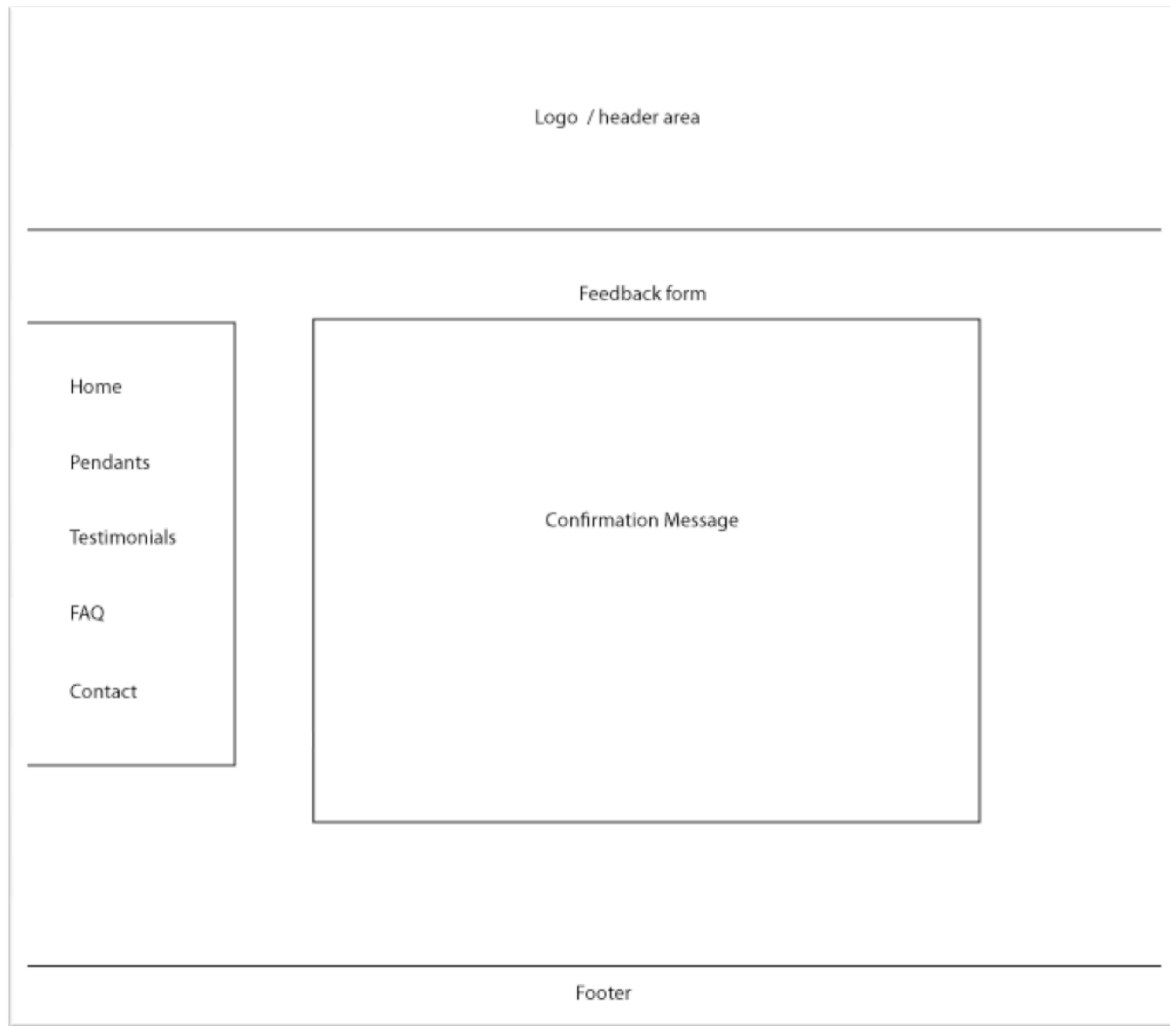 Logo / header area
Feedback form
Home
Pendants
Testimonials
FAQ
Contact
Confirmation Message
Footer